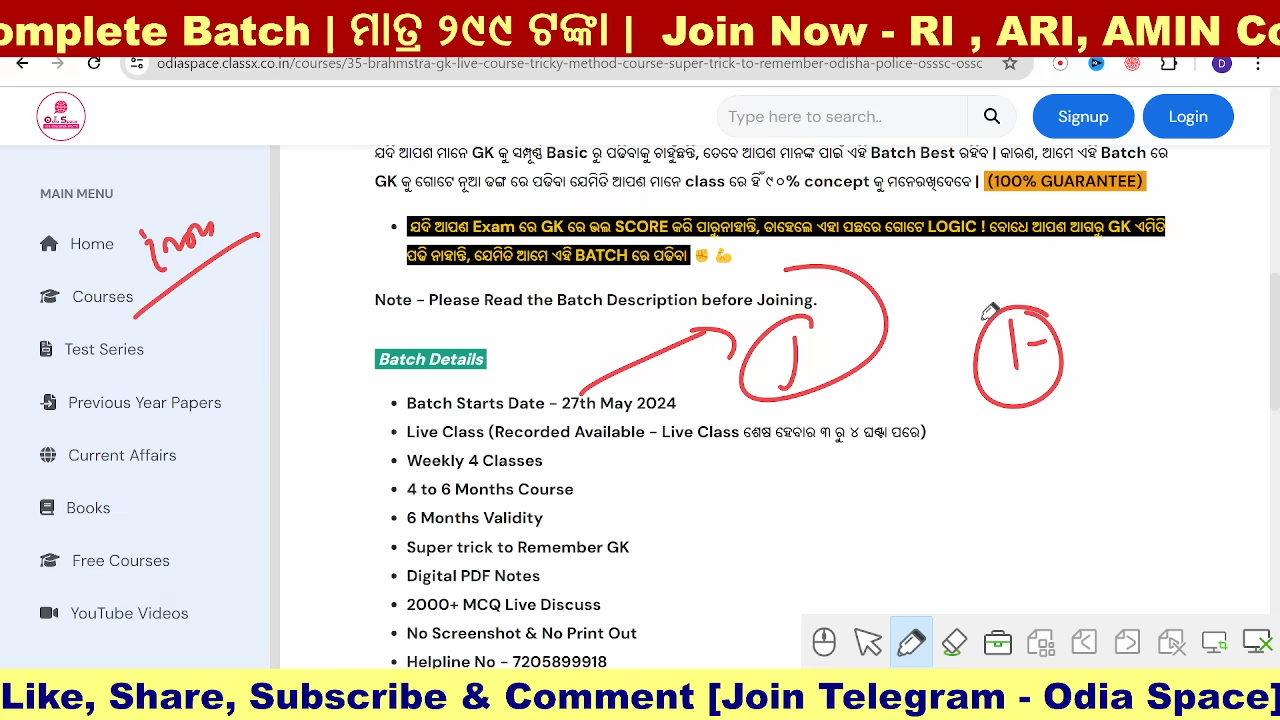 omplete Batch | ମାତ୍ର ୨୯୯ ଟଙ୍କା | Join Now - RI , ARI, AMIN Co
odiaspace.classx.co.in/courses/35-brahmstra-gk-live-course-tricky-method-course-super-trick-to-remember-odisha-police-osssc-ossc
D
Type here to search..
Signup
Login
MAIN MENU
Home
Courses
Test Series
Previous Year Papers
Current Affairs
Books
Free Courses
YouTube Videos
ଯଦି ଆପଣ ମାନେ GK କୁ ସମ୍ପୂର୍ଣ୍ଣ Basic ରୁ ପଢିବାକୁ ଚାହୁଁଛନ୍ତି, ତେବେ ଆପଣ ମାନଙ୍କ ପାଇଁ ଏହି Batch Best ରହିବ | କାରଣ, ଆମେ ଏହି Batch ରେ
GK କୁ ଗୋଟେ ନୂଆ ଢଙ୍ଗ ରେ ପଢିବା ଯେମିତି ଆପଣ ମାନେ class ରେ ହିଁ ୯୦% concept କୁ ମନେରଖିଦେବେ | (100% GUARANTEE)
• ଯଦି ଆପଣ Exam ରେ GK ରେ ଭଲ SCORE କରି ପାରୁନାହାନ୍ତି, ତାହେଲେ ଏହା ପଛରେ ଗୋଟେ LOGIC ! ବୋଧେ ଆପଣ ଆଗରୁ GK ଏମିତି
ପଢି ନାହାନ୍ତି, ଯେମିତି ଆମେ ଏହି BATCH ରେ ପଢିବା ✊ 💪
Note - Please Read the Batch Description before Joining.
Batch Details
• Batch Starts Date - 27th May 2024
• Live Class (Recorded Available - Live Class ଶେଷ ହେବାର ୩ ରୁ ୪ ଘଣ୍ଟା ପରେ)
• Weekly 4 Classes
• 4 to 6 Months Course
• 6 Months Validity
• Super trick to Remember GK
• Digital PDF Notes
• 2000+ MCQ Live Discuss
• No Screenshot & No Print Out
• Helpline No - 7205899918
Like, Share, Subscribe & Comment [Join Telegram - Odia Space]